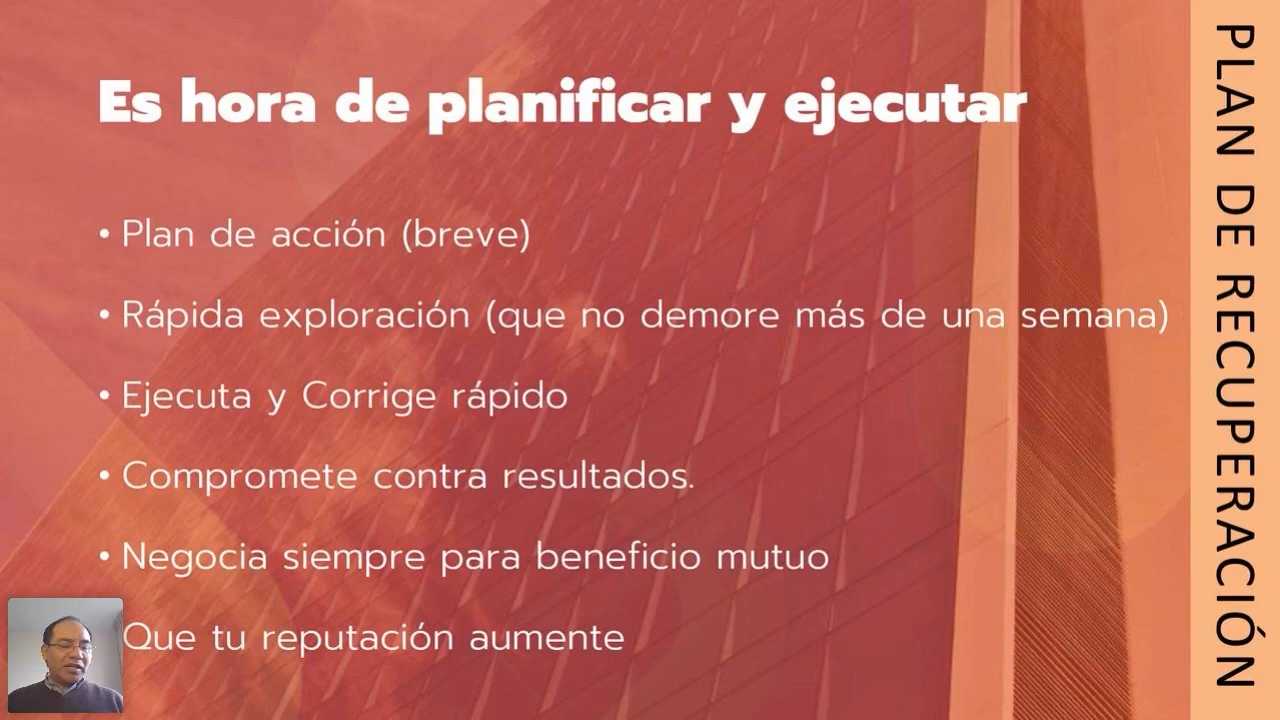 Es hora de planificar y ejecutar
• Plan de acción (breve)
• Rápida exploración (que no demore más de una semana)
• Ejecuta y Corrige rápido
• Compromete contra resultados.
• Negocia siempre para beneficio mutuo
Que tu reputación aumente
PLAN DE RECUPERACIÓN